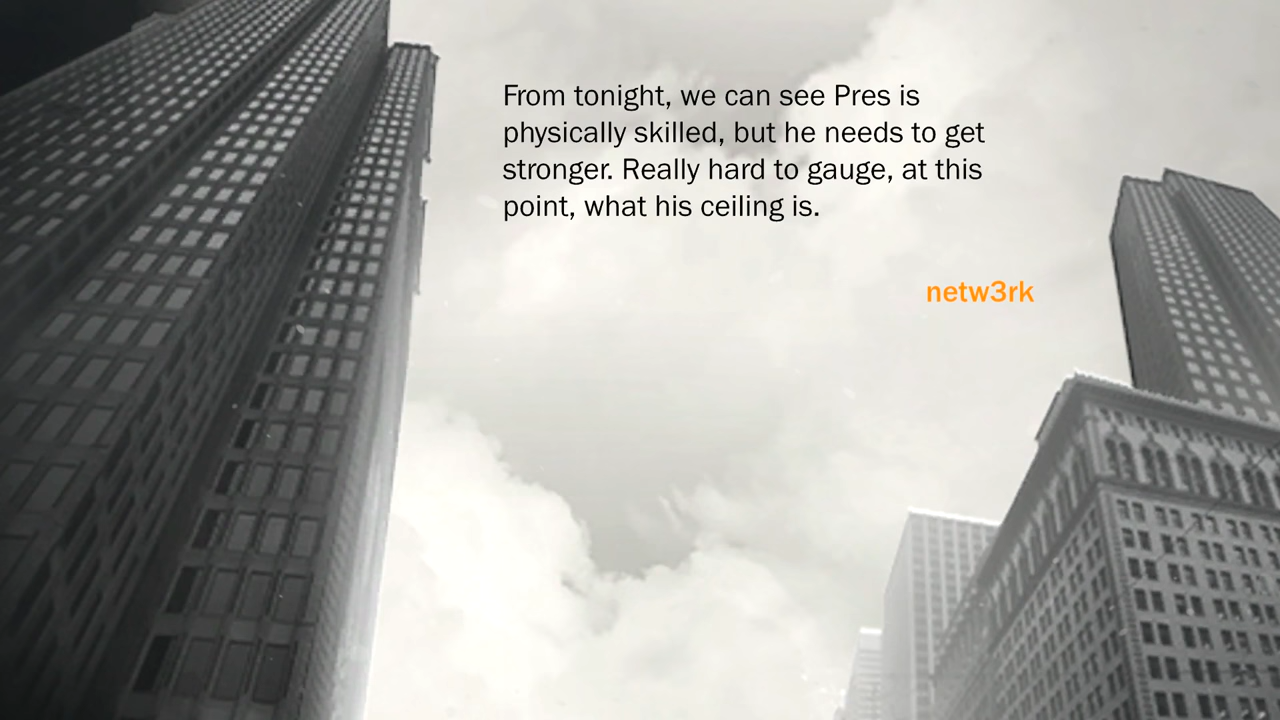 From tonight, we can see Pres is
physically skilled, but he needs to get
stronger. Really hard to gauge, at this
point, what his ceiling is.
netw3rk